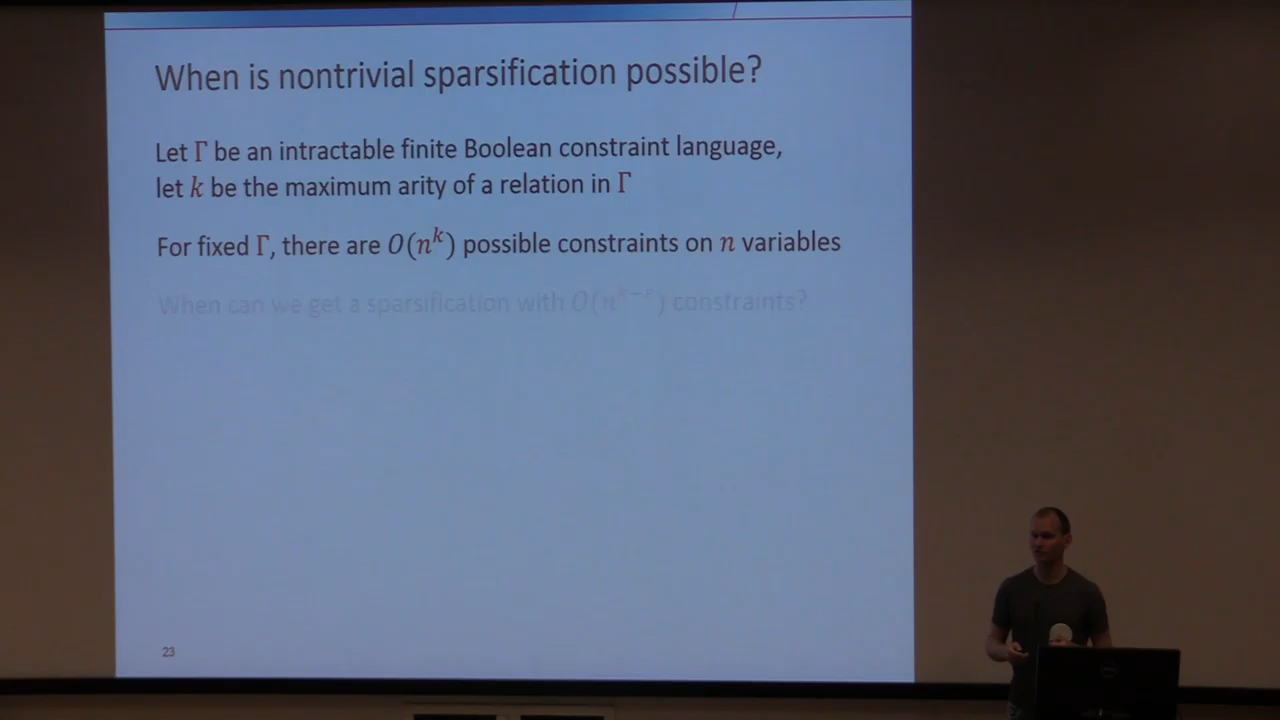 When is nontrivial sparsification possible?
Let Γ be an intractable finite Boolean constraint language,
let k be the maximum arity of a relation in Γ
For fixed Γ, there are O(n^k) possible constraints on n variables
When can we get a sparsification with O(n^{k-ε}) constraints?
23